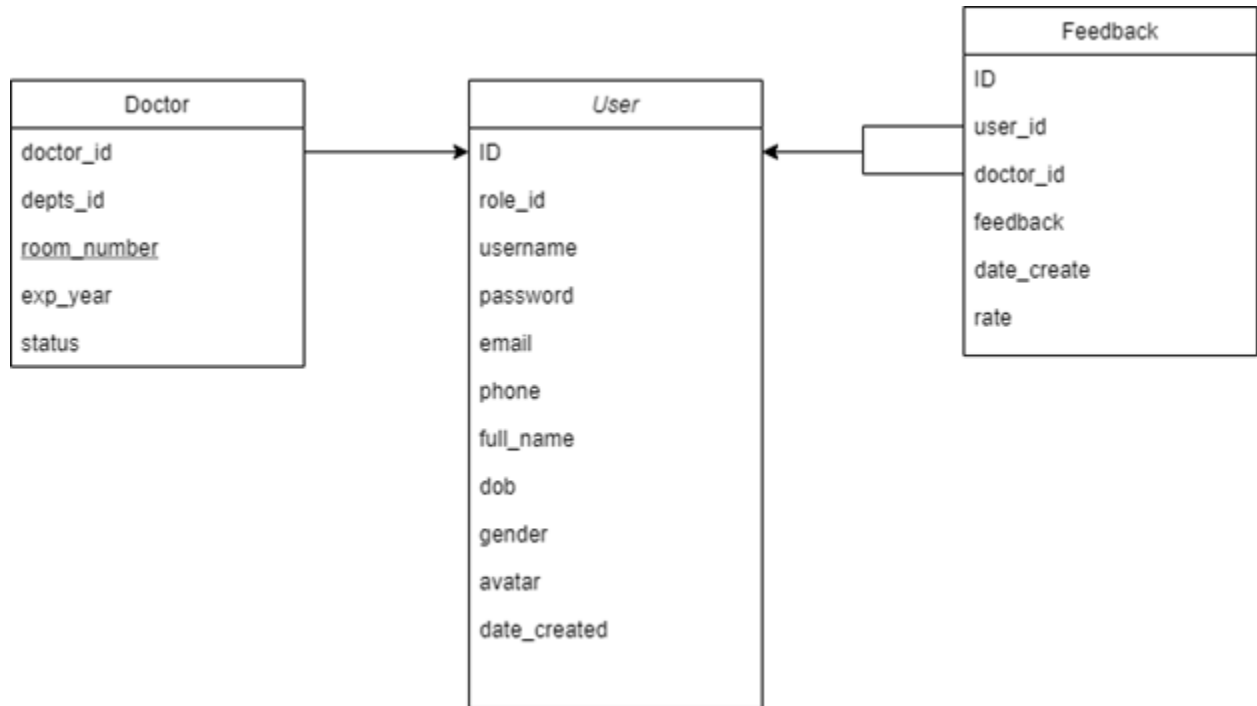 Doctor
doctor_id
depts_id
room_number
exp_year
status
User
ID
role_id
username
password
email
phone
full_name
dob
gender
avatar
date_created
Feedback
ID
user_id
doctor_id
feedback
date_create
rate